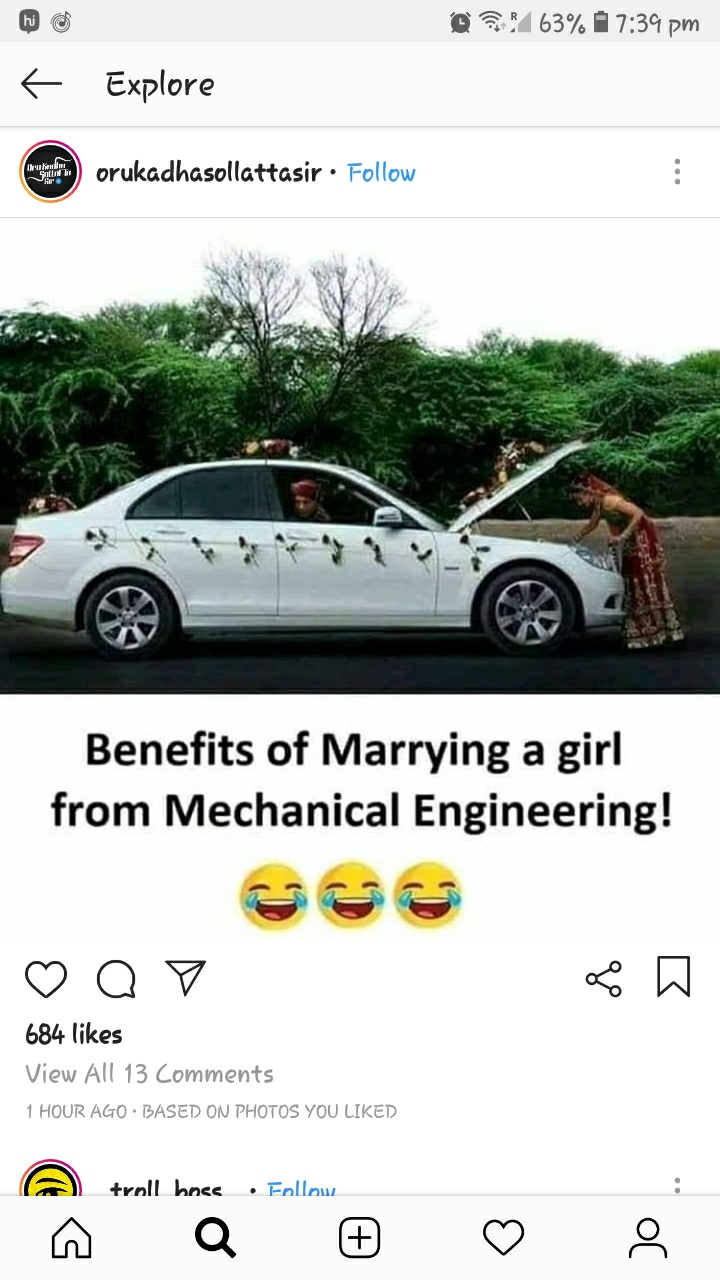 hi R 63% 7:39 pm
Explore
orukadhasollattasir • Follow
Benefits of Marrying a girl
from Mechanical Engineering!
684 likes
View All 13 Comments
1 HOUR AGO • BASED ON PHOTOS YOU LIKED
troll_boss_ • Follow